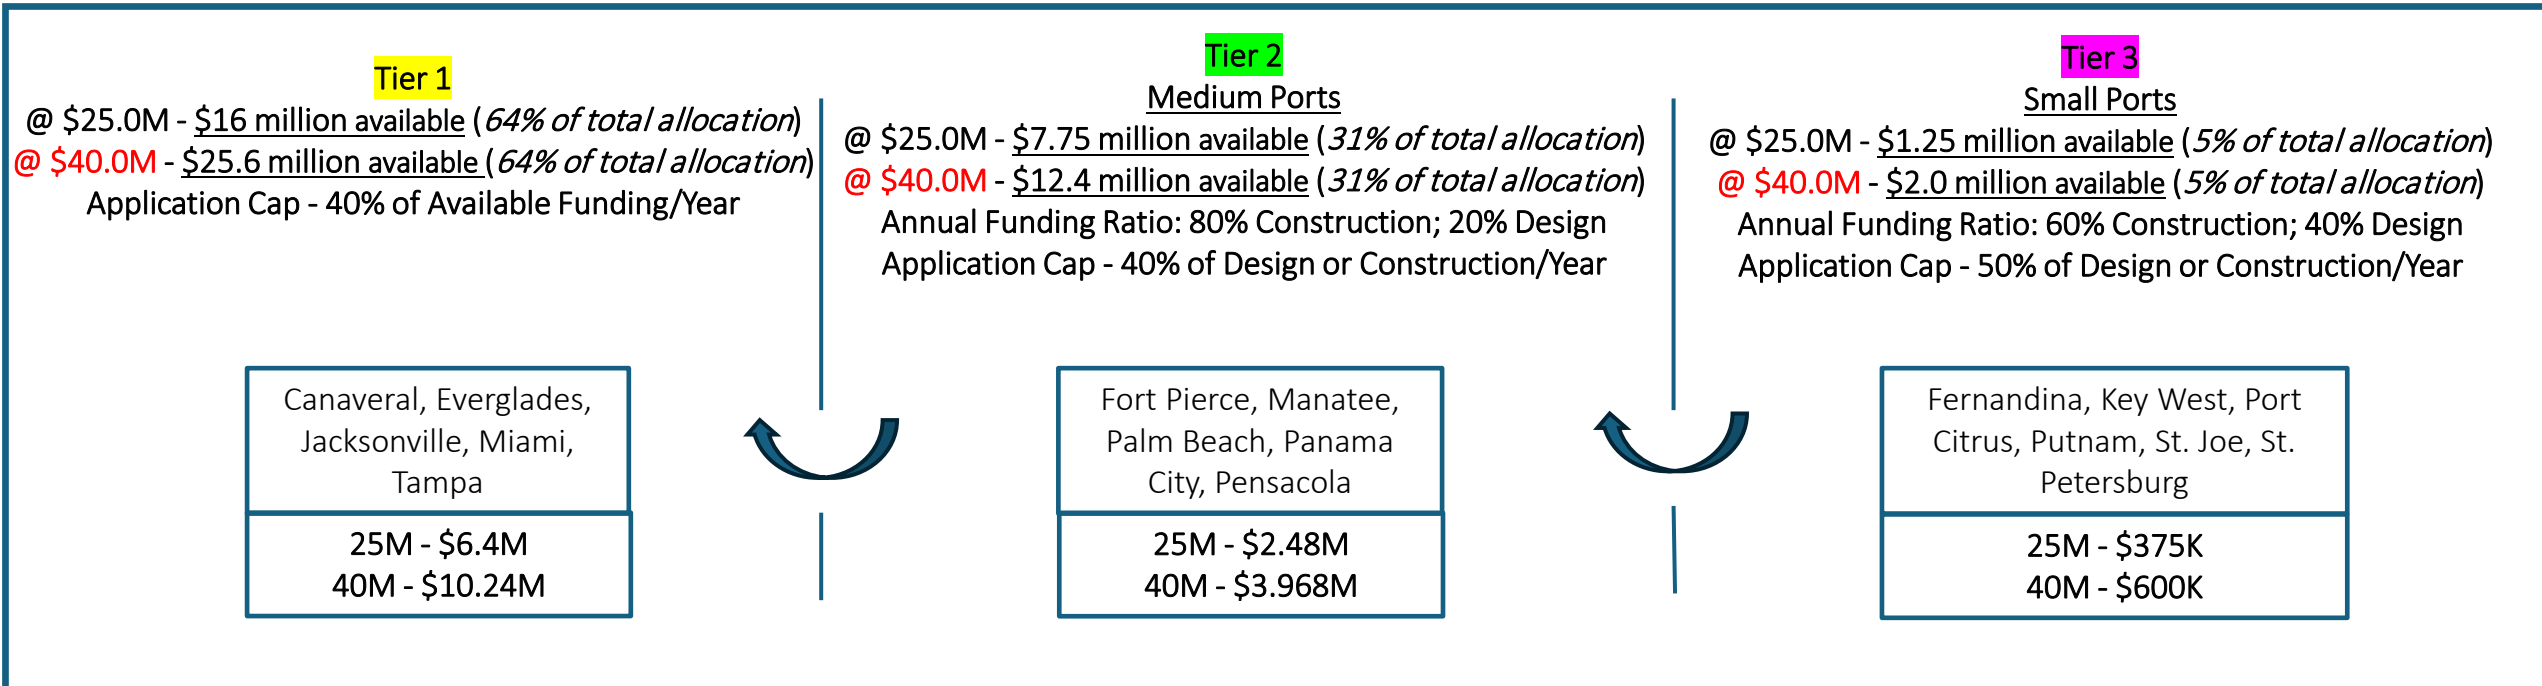 Tier 1
@ $25.0M - $16 million available (64% of total allocation)
@ $40.0M - $25.6 million available (64% of total allocation)
Application Cap - 40% of Available Funding/Year
Canaveral, Everglades,
Jacksonville, Miami,
Tampa
25M - $6.4M
40M - $10.24M
Tier 2
Medium Ports
@ $25.0M - $7.75 million available (31% of total allocation)
@ $40.0M - $12.4 million available (31% of total allocation)
Annual Funding Ratio: 80% Construction; 20% Design
Application Cap - 40% of Design or Construction/Year
Fort Pierce, Manatee,
Palm Beach, Panama
City, Pensacola
25M - $2.48M
40M - $3.968M
Tier 3
Small Ports
@ $25.0M - $1.25 million available (5% of total allocation)
@ $40.0M - $2.0 million available (5% of total allocation)
Annual Funding Ratio: 60% Construction; 40% Design
Application Cap - 50% of Design or Construction/Year
Fernandina, Key West, Port
Citrus, Putnam, St. Joe, St.
Petersburg
25M - $375K
40M - $600K